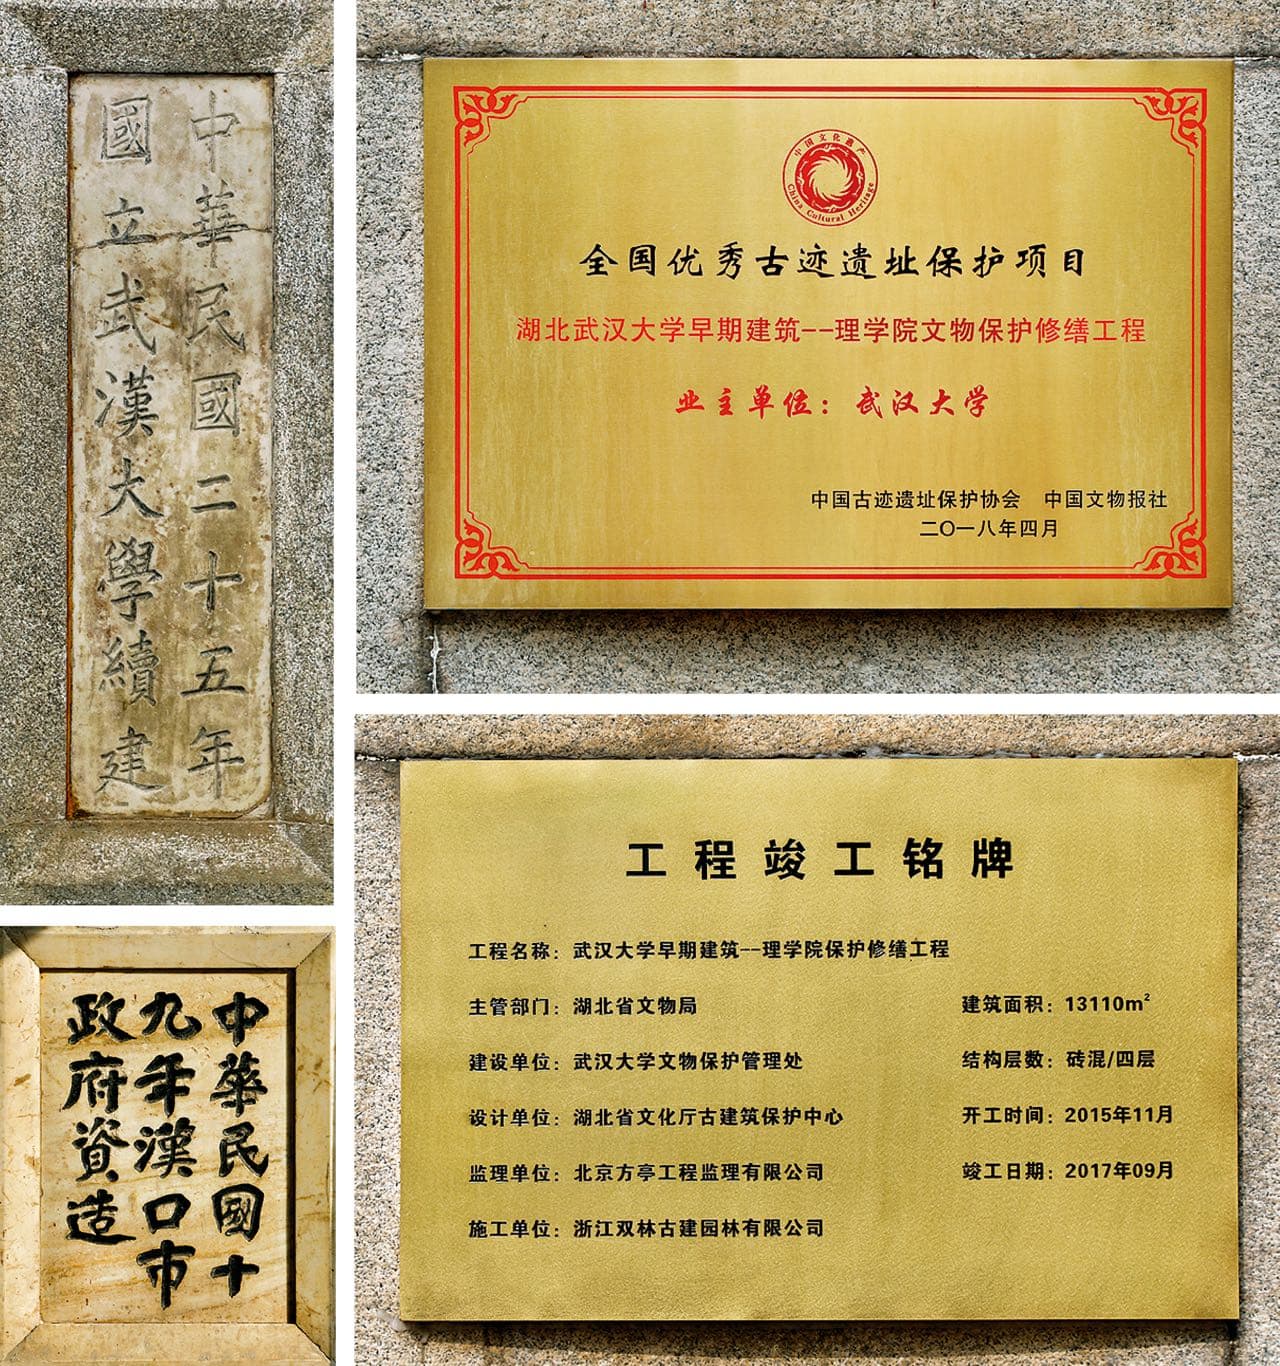 中華民國二十五年
國立武漢大學續建
中国文化遗产
China Cultural Heritage
全国优秀古迹遗址保护项目
湖北武汉大学早期建筑--理学院文物保护修缮工程
业主单位：武汉大学
中国古迹遗址保护协会 中国文物报社
二〇一八年四月
中華民國十
九年漢口市
政府資造
工程竣工铭牌
工程名称：武汉大学早期建筑--理学院保护修缮工程
主管部门：湖北省文物局 建筑面积：13110m²
建设单位：武汉大学文物保护管理处 结构层数：砖混/四层
设计单位：湖北省文化厅古建筑保护中心 开工时间：2015年11月
监理单位：北京方亭工程监理有限公司 竣工日期：2017年09月
施工单位：浙江双林古建园林有限公司